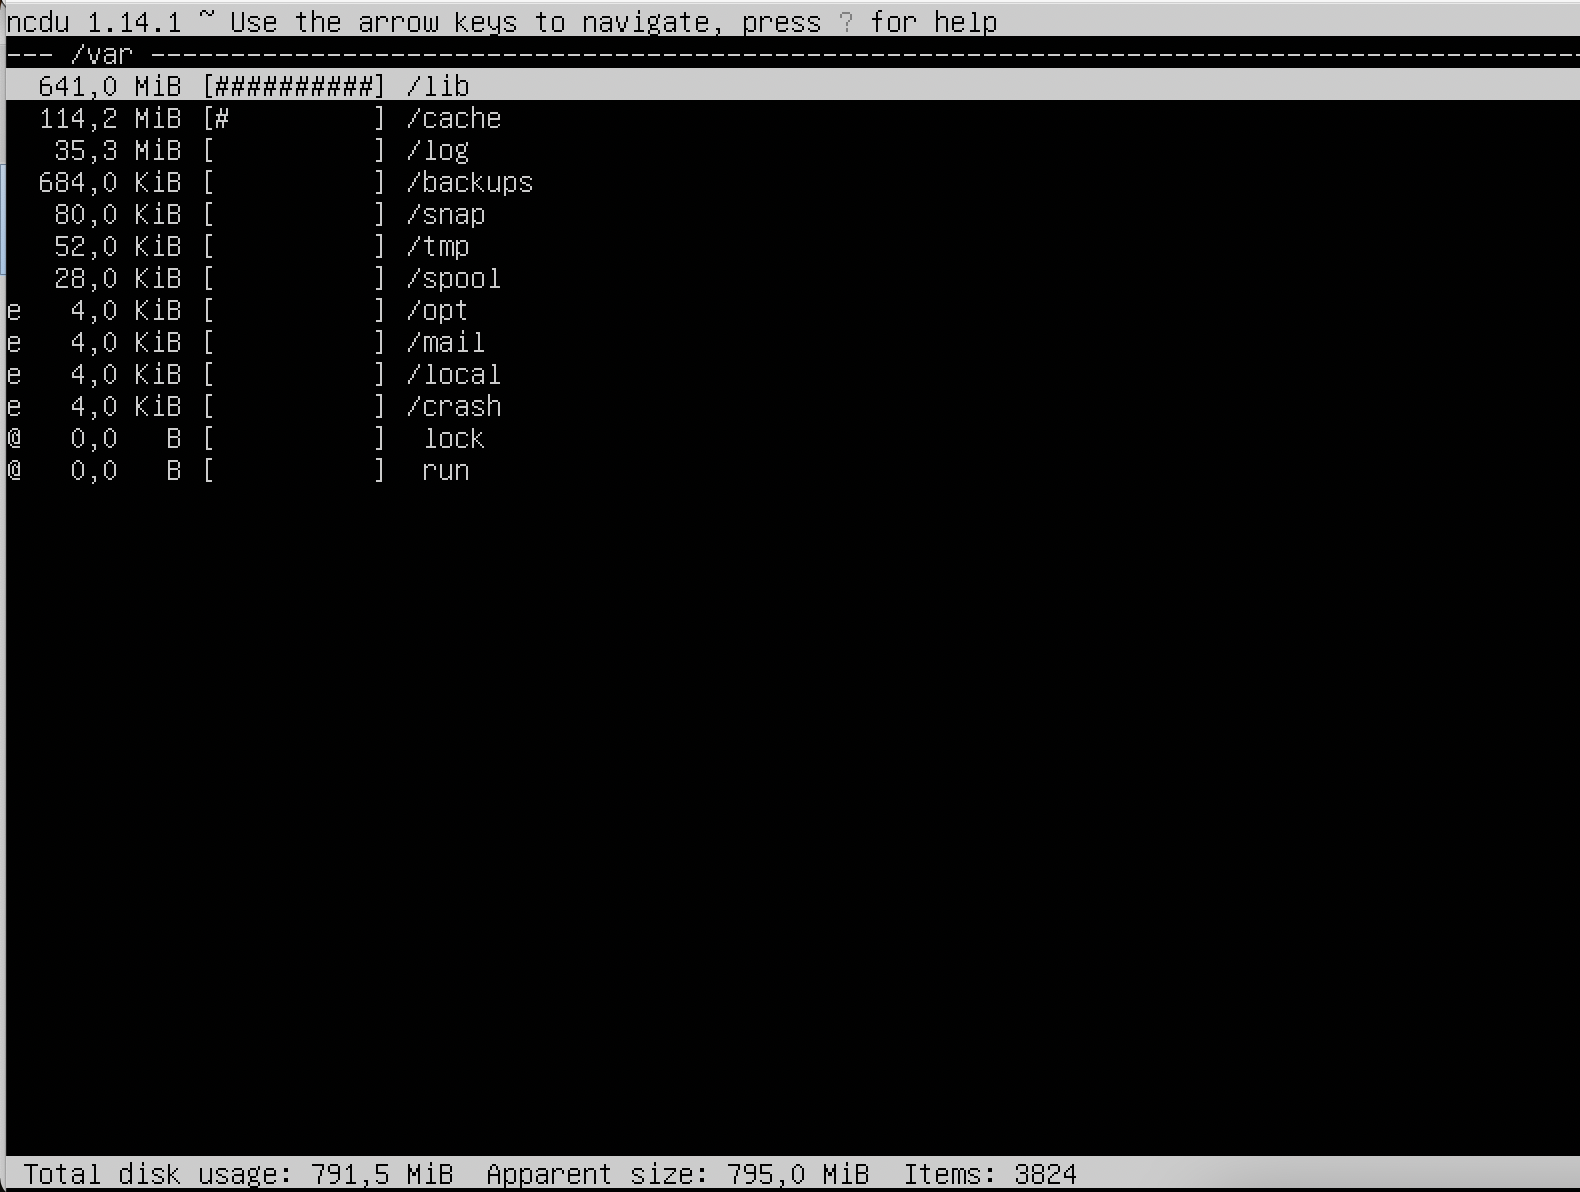 ncdu 1.14.1 ~ Use the arrow keys to navigate, press ? for help
--- /var ------------------------------------------------------------------------------------------
641,0 MiB [##########] /lib
114,2 MiB [#         ] /cache
35,3 MiB [          ] /log
684,0 KiB [          ] /backups
80,0 KiB [          ] /snap
52,0 KiB [          ] /tmp
28,0 KiB [          ] /spool
e   4,0 KiB [          ] /opt
e   4,0 KiB [          ] /mail
e   4,0 KiB [          ] /local
e   4,0 KiB [          ] /crash
@   0,0   B [          ]  lock
@   0,0   B [          ]  run
Total disk usage: 791,5 MiB  Apparent size: 795,0 MiB  Items: 3824